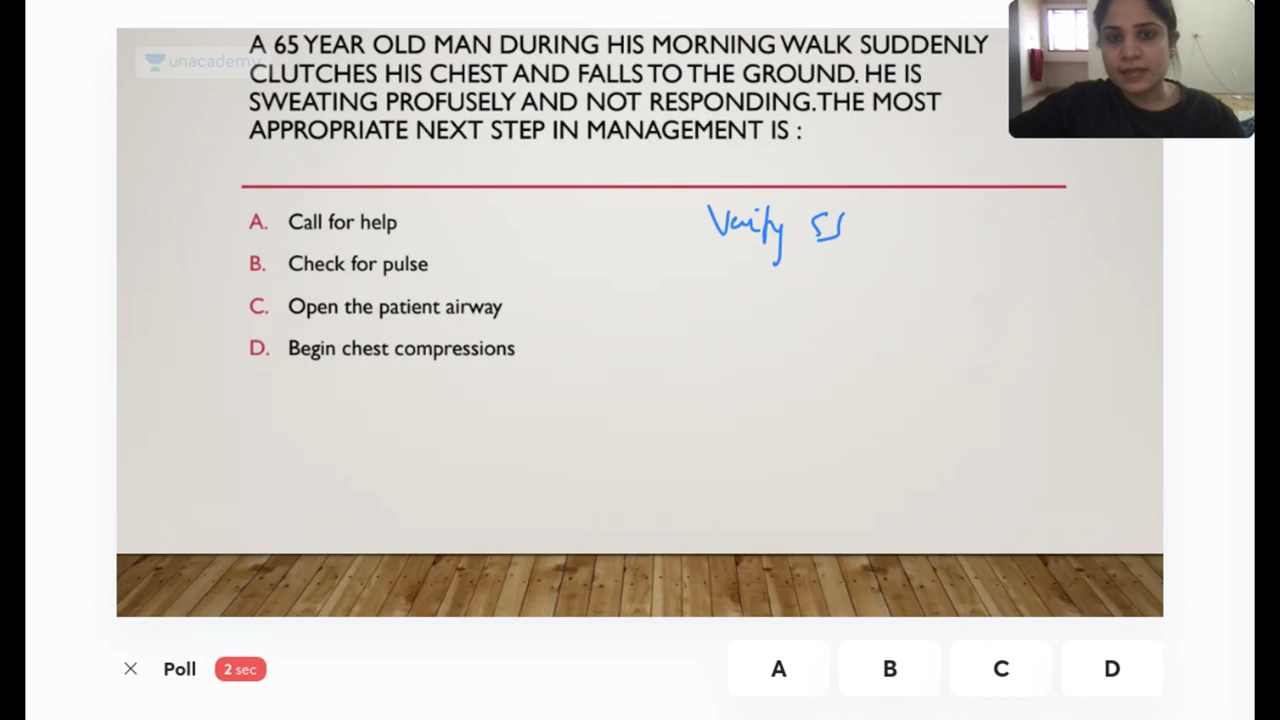 A 65 YEAR OLD MAN DURING HIS MORNING WALK SUDDENLY
unacademy
CLUTCHES HIS CHEST AND FALLS TO THE GROUND. HE IS
SWEATING PROFUSELY AND NOT RESPONDING.THE MOST
APPROPRIATE NEXT STEP IN MANAGEMENT IS :
A. Call for help
Verify SS
B. Check for pulse
C. Open the patient airway
D. Begin chest compressions
Poll 2 sec A B C D